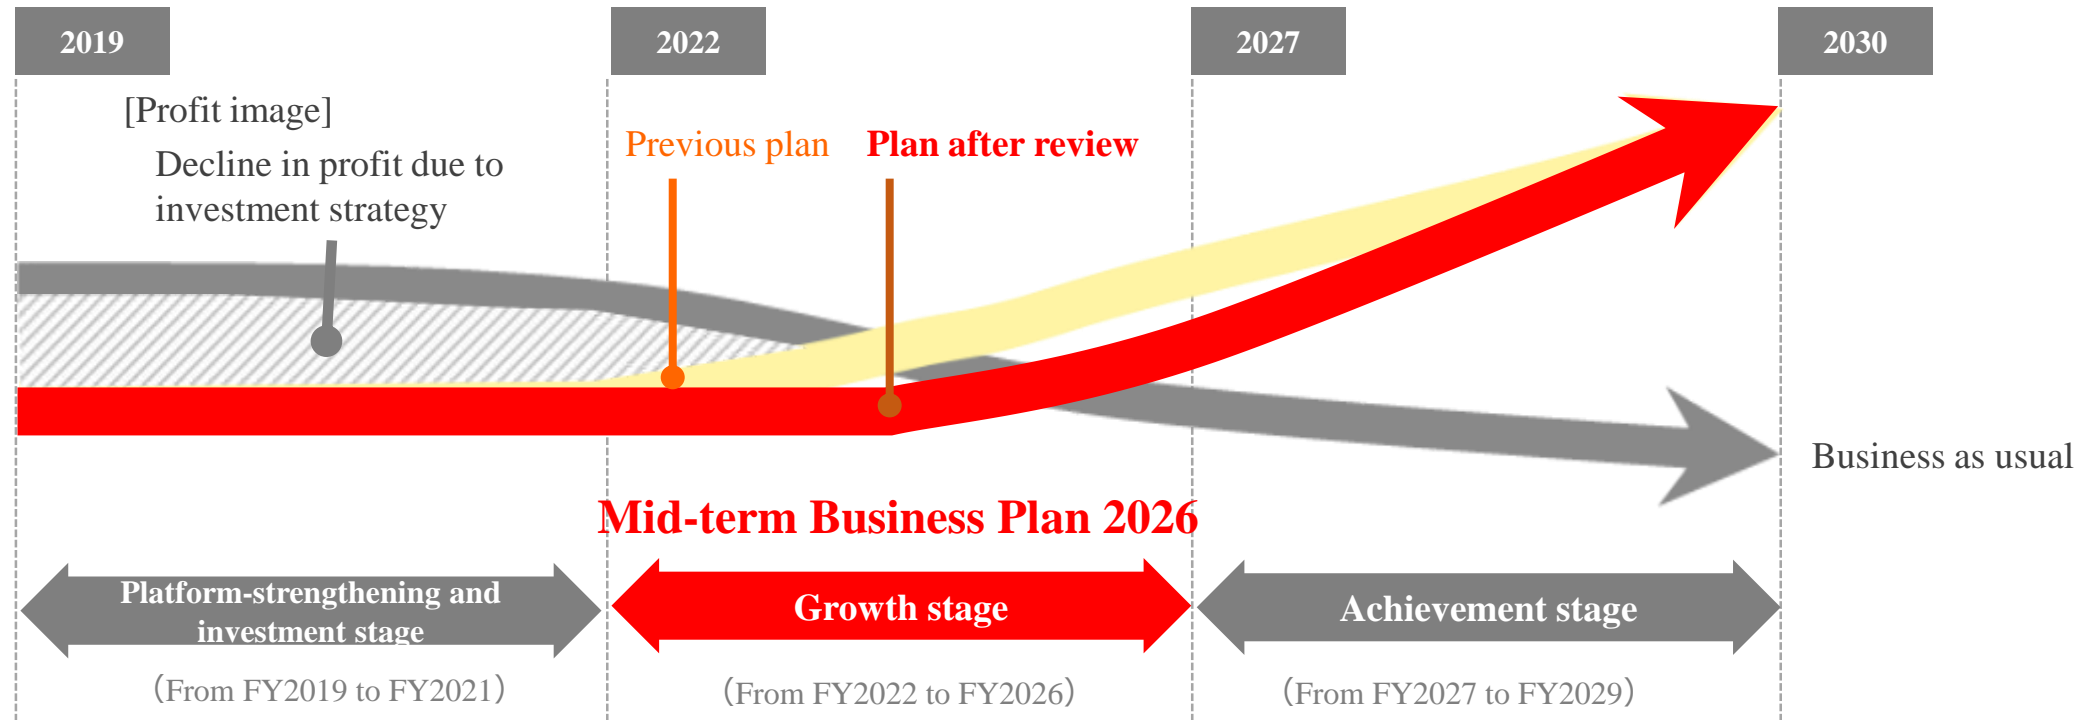 2019
2022
2027
2030
[Profit image]
Decline in profit due to
investment strategy
Previous plan
Plan after review
Business as usual
Mid-term Business Plan 2026
Platform-strengthening and
investment stage
Growth stage
Achievement stage
（From FY2019 to FY2021）
（From FY2022 to FY2026）
（From FY2027 to FY2029）